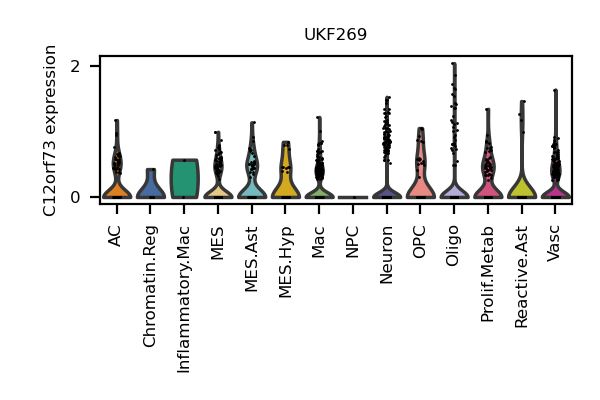 UKF269
C12orf73 expression
2
0
AC
Chromatin.Reg
Inflammatory.Mac
MES
MES.Ast
MES.Hyp
Mac
NPC
Neuron
OPC
Oligo
Prolif.Metab
Reactive.Ast
Vasc